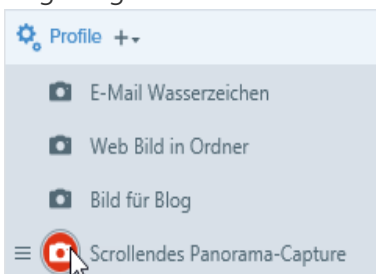 Profile
E-Mail Wasserzeichen
Web Bild in Ordner
Bild für Blog
Scrollendes Panorama-Capture